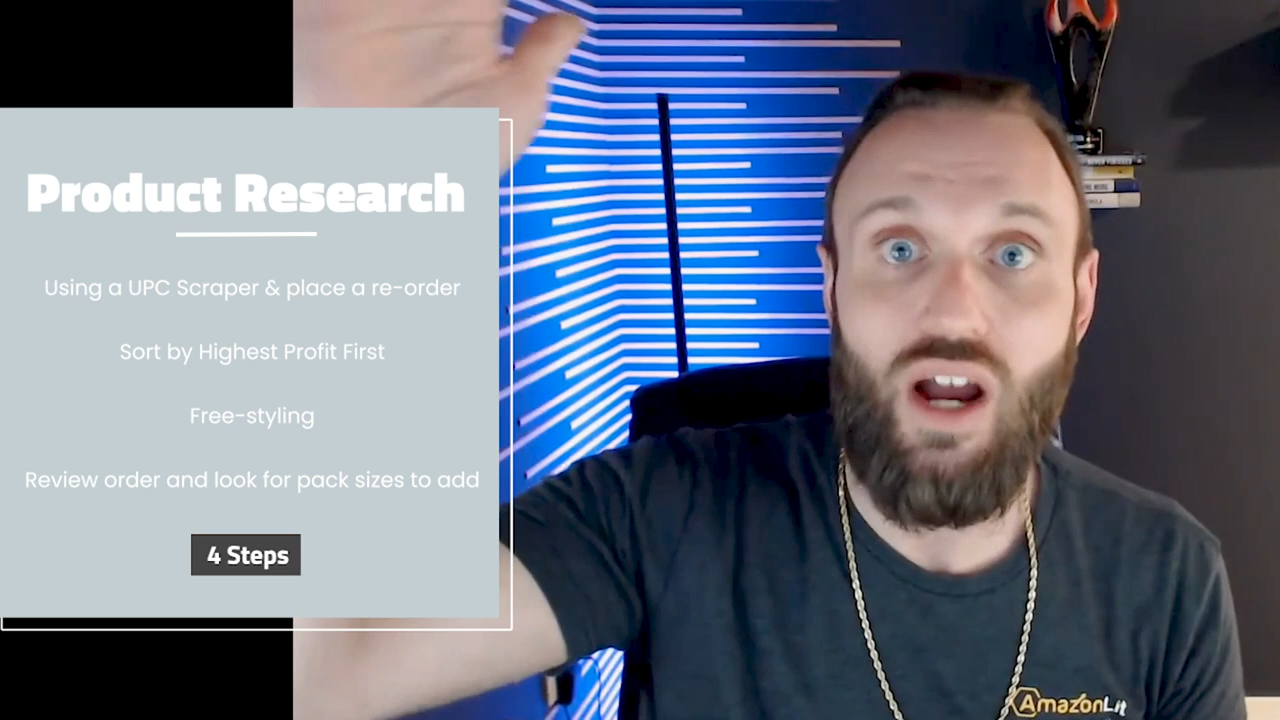 Product Research
Using a UPC Scraper & place a re-order
Sort by Highest Profit First
Free-styling
Review order and look for pack sizes to add
4 Steps
AmazonLit